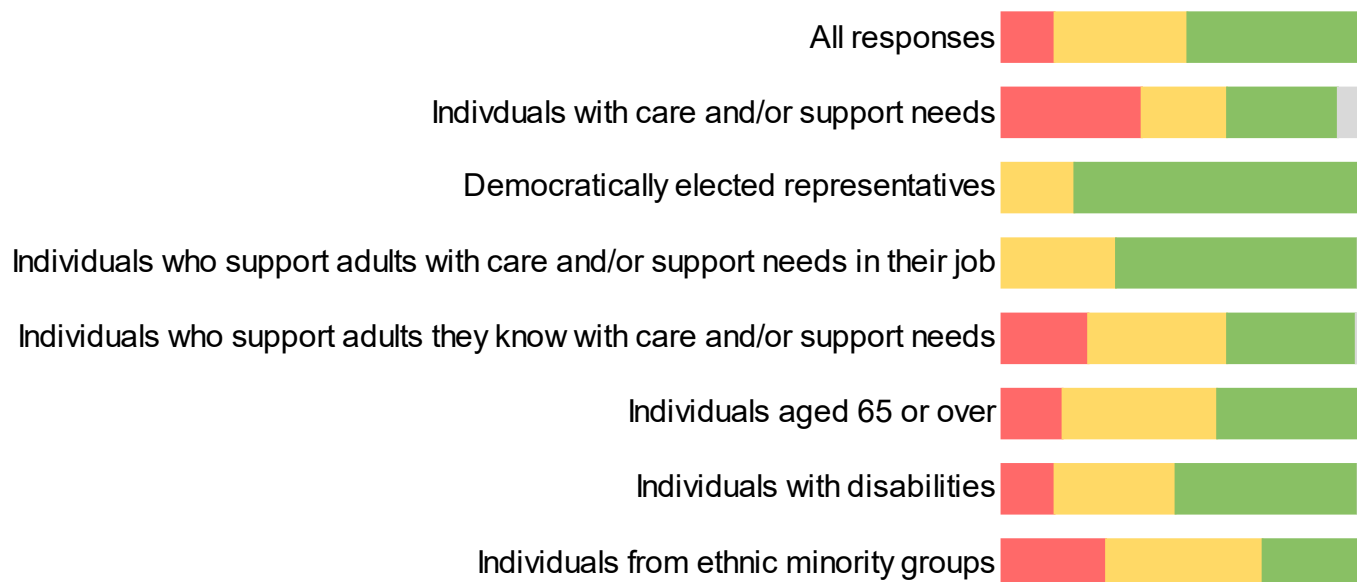 All responses
Indivduals with care and/or support needs
Democratically elected representatives
Individuals who support adults with care and/or support needs in their job
Individuals who support adults they know with care and/or support needs
Individuals aged 65 or over
Individuals with disabilities
Individuals from ethnic minority groups